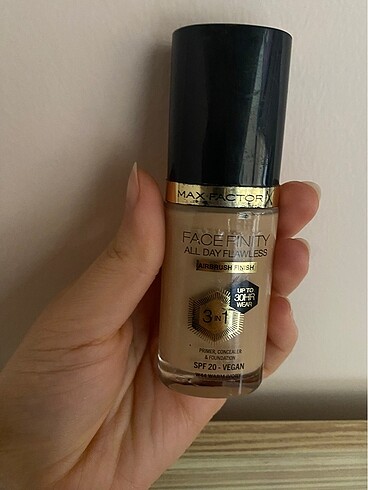 MAX FACTOR X
FACEFINITY
ALL DAY FLAWLESS
AIRBRUSH FINISH
UP TO
30HR
WEAR
3 IN 1
PRIMER, CONCEALER
& FOUNDATION
SPF 20 - VEGAN